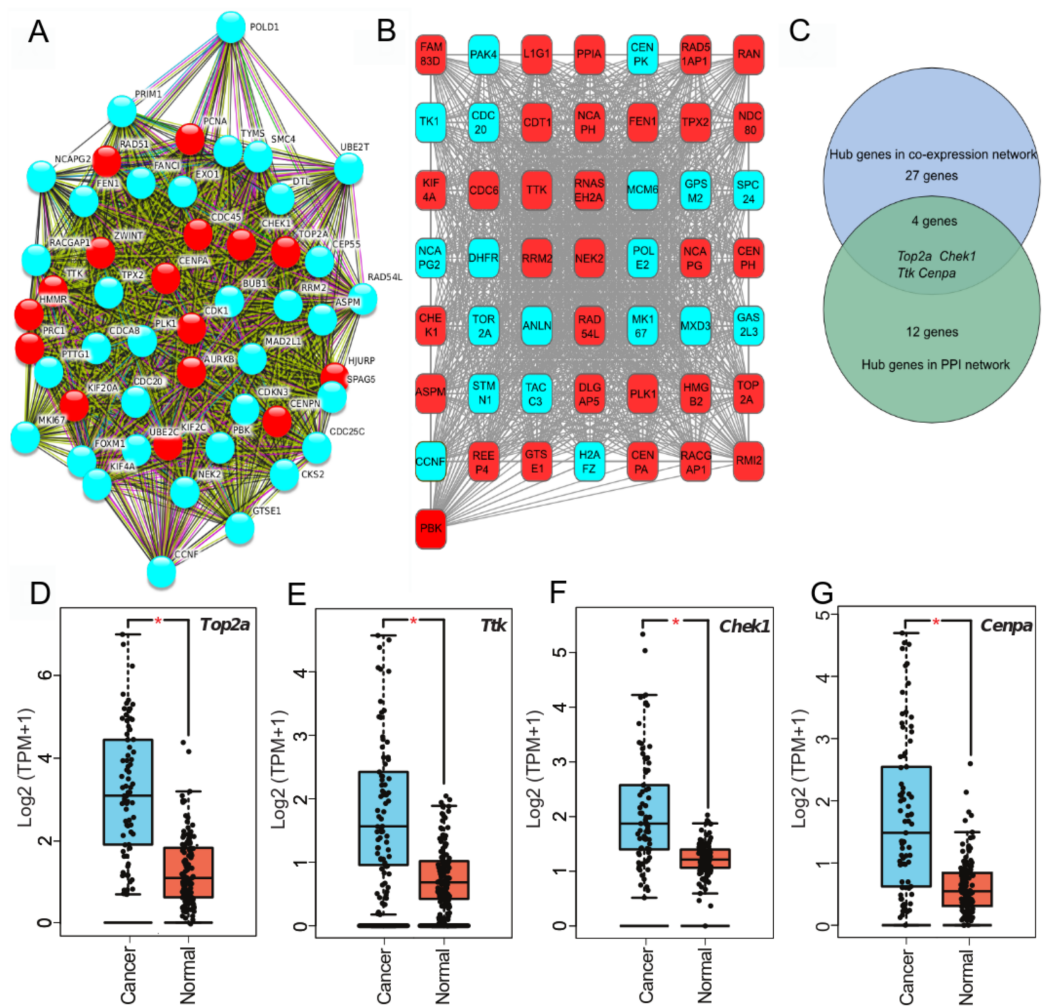 A
POLD1
PRIM1
PCNA
RAD51
TYMS
SMC4
NCAPG2
FANCI
EXO1
UBE2T
FEN1
DTL
CDC45
CHEK1
RACGAP1
ZWINT
TOP2A
CENPA
CEP55
TTK
TPX2
RAD54L
HMMR
BUB1
RRM2
ASPM
PRC1
CDCA8
PLK1
CDK1
PTTG1
MAD2L1
AURKB
HJURP
KIF20A
CDC20
SPAG5
CDKN3
CENPN
MKI67
UBE2C
KIF2C
PBK
CDC25C
FOXM1
KIF4A
NEK2
CKS2
GTSE1
CCNF
B
FAM
83D
PAK4
L1G1
PPIA
CEN
PK
RAD5
1AP1
RAN
TK1
CDC
20
CDT1
NCA
PH
FEN1
TPX2
NDC
80
KIF
4A
CDC6
TTK
RNAS
EH2A
MCM6
GPS
M2
SPC
24
NCA
PG2
DHFR
RRM2
NEK2
POL
E2
NCA
PG
CEN
PH
CHE
K1
TOR
2A
ANLN
RAD
54L
MK1
67
MXD3
GAS
2L3
ASPM
STM
N1
TAC
C3
DLG
AP5
PLK1
HMG
B2
TOP
2A
CCNF
REE
P4
GTS
E1
H2A
FZ
CEN
PA
RACG
AP1
RMI2
PBK
C
Hub genes in co-expression network
27 genes
4 genes
Top2a Chek1
Ttk Cenpa
12 genes
Hub genes in PPI network
D
*
Top2a
Log2 (TPM+1)
6
4
2
0
Cancer
Normal
E
*
Ttk
Log2 (TPM+1)
4
3
2
1
0
Cancer
Normal
F
*
Chek1
Log2 (TPM+1)
5
4
3
2
1
0
Cancer
Normal
G
*
Cenpa
Log2 (TPM+1)
5
4
3
2
1
0
Cancer
Normal